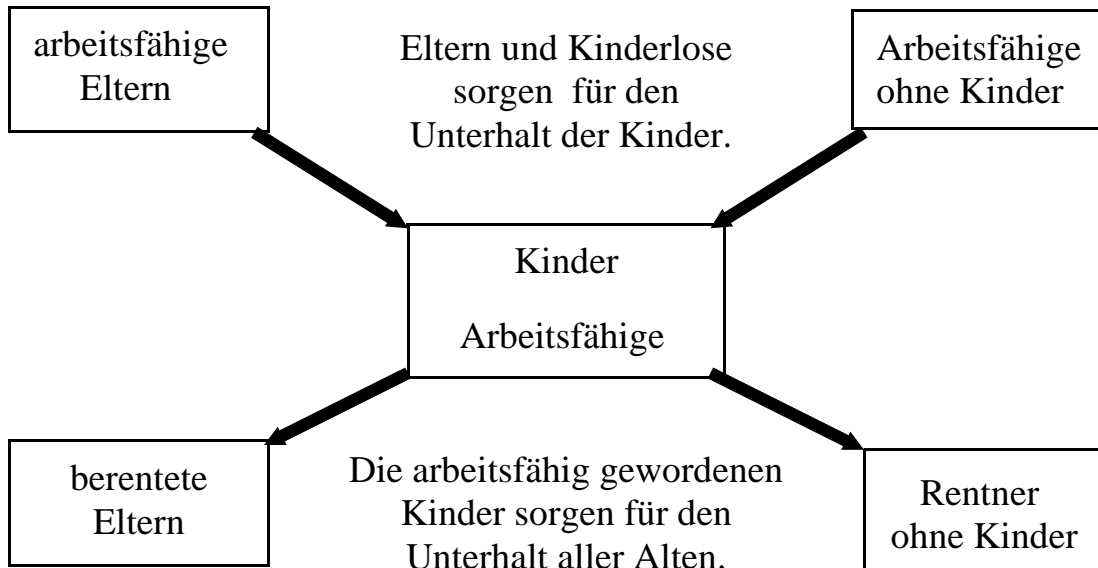 arbeitsfähige
Eltern
Eltern und Kinderlose
sorgen für den
Unterhalt der Kinder.
Arbeitsfähige
ohne Kinder
Kinder
Arbeitsfähige
berentete
Eltern
Die arbeitsfähig gewordenen
Kinder sorgen für den
Unterhalt aller Alten.
Rentner
ohne Kinder